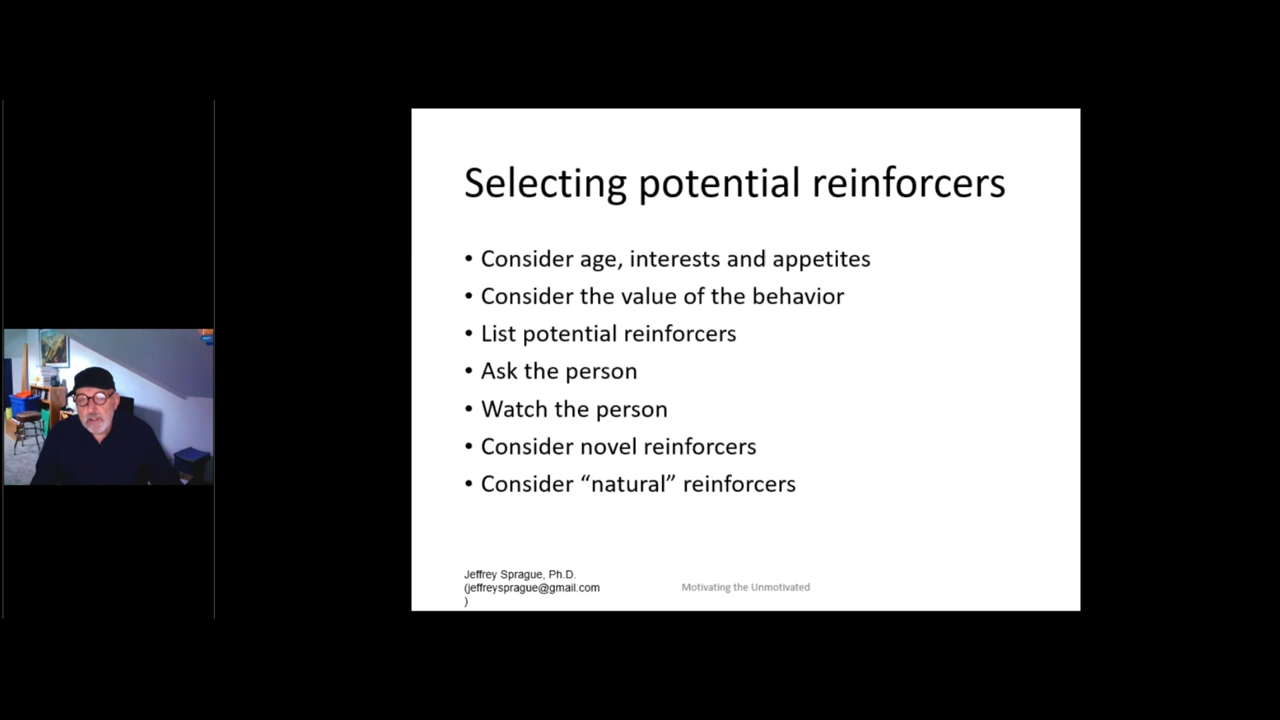 Selecting potential reinforcers
• Consider age, interests and appetites
• Consider the value of the behavior
• List potential reinforcers
• Ask the person
• Watch the person
• Consider novel reinforcers
• Consider “natural” reinforcers
Jeffrey Sprague, Ph.D.
(jeffreysprague@gmail.com
)
Motivating the Unmotivated